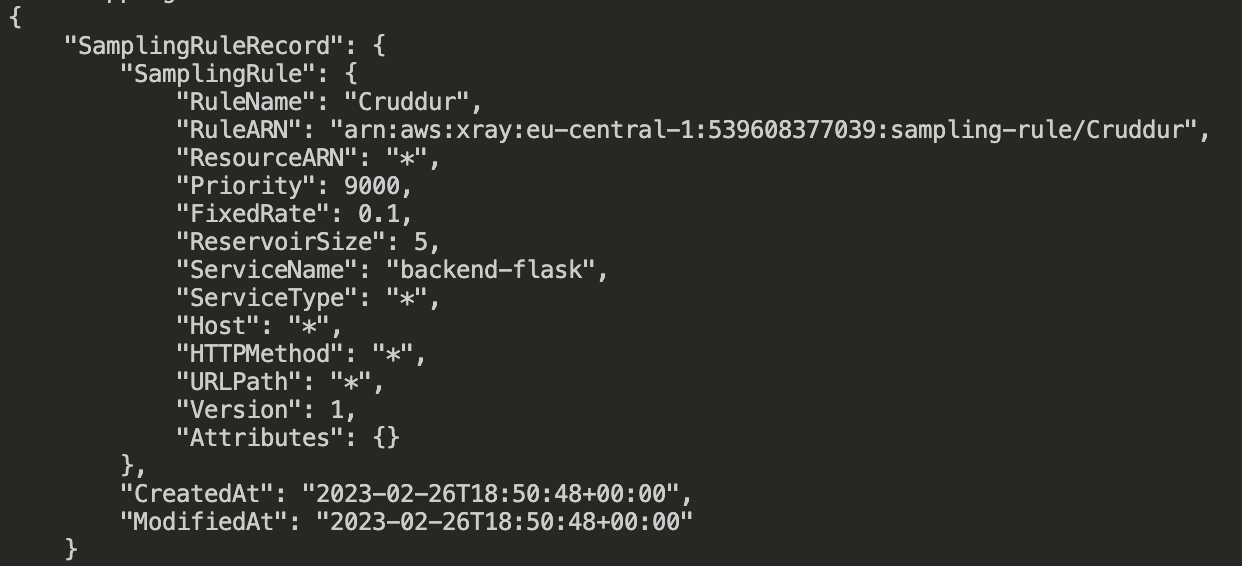 {
    "SamplingRuleRecord": {
        "SamplingRule": {
            "RuleName": "Cruddur",
            "RuleARN": "arn:aws:xray:eu-central-1:539608377039:sampling-rule/Cruddur",
            "ResourceARN": "*",
            "Priority": 9000,
            "FixedRate": 0.1,
            "ReservoirSize": 5,
            "ServiceName": "backend-flask",
            "ServiceType": "*",
            "Host": "*",
            "HTTPMethod": "*",
            "URLPath": "*",
            "Version": 1,
            "Attributes": {}
        },
        "CreatedAt": "2023-02-26T18:50:48+00:00",
        "ModifiedAt": "2023-02-26T18:50:48+00:00"
    }